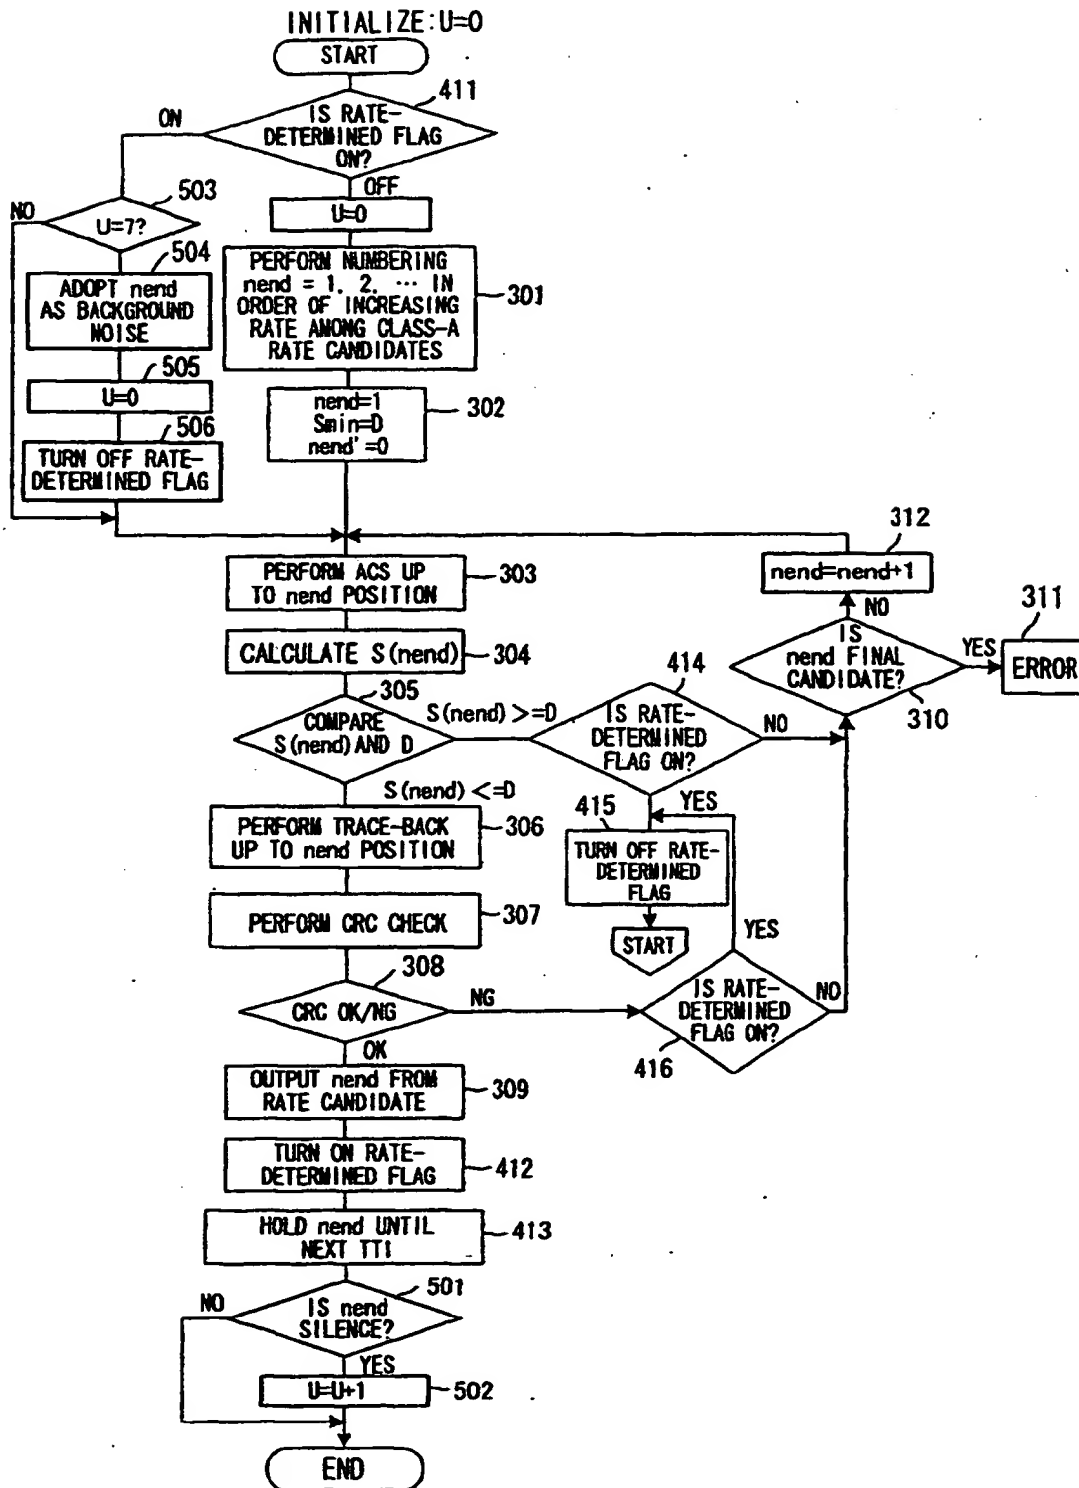 INITIALIZE:U=0
START
411
IS RATE-
DETERMINED FLAG
ON?
ON
OFF
503
NO
U=7?
U=0
504
ADOPT nend
AS BACKGROUND
NOISE
PERFORM NUMBERING
nend = 1, 2, ... IN
ORDER OF INCREASING
RATE AMONG CLASS-A
RATE CANDIDATES
301
505
U=0
nend=1
Smin=D
nend'=0
302
506
TURN OFF RATE-
DETERMINED FLAG
312
nend=nend+1
PERFORM ACS UP
TO nend POSITION
303
NO
311
IS
nend FINAL
CANDIDATE?
YES
ERROR
310
CALCULATE S(nend)
304
305
COMPARE
S(nend) AND D
S(nend) >=D
414
IS RATE-
DETERMINED
FLAG ON?
NO
S(nend) <=D
YES
415
PERFORM TRACE-BACK
UP TO nend POSITION
306
TURN OFF RATE-
DETERMINED
FLAG
PERFORM CRC CHECK
307
START
YES
308
CRC OK/NG
NG
IS RATE-
DETERMINED
FLAG ON?
NO
416
OK
OUTPUT nend FROM
RATE CANDIDATE
309
TURN ON RATE-
DETERMINED FLAG
412
HOLD nend UNTIL
NEXT TTI
413
501
NO
IS nend
SILENCE?
YES
U=U+1
502
END